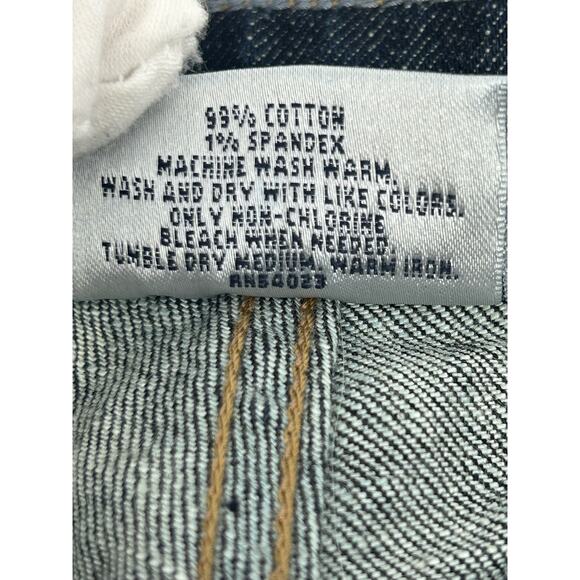 99% COTTON
1% SPANDEX
MACHINE WASH WARM.
WASH AND DRY WITH LIKE COLORS.
ONLY NON-CHLORINE
BLEACH WHEN NEEDED.
TUMBLE DRY MEDIUM, WARM IRON.
RN54023